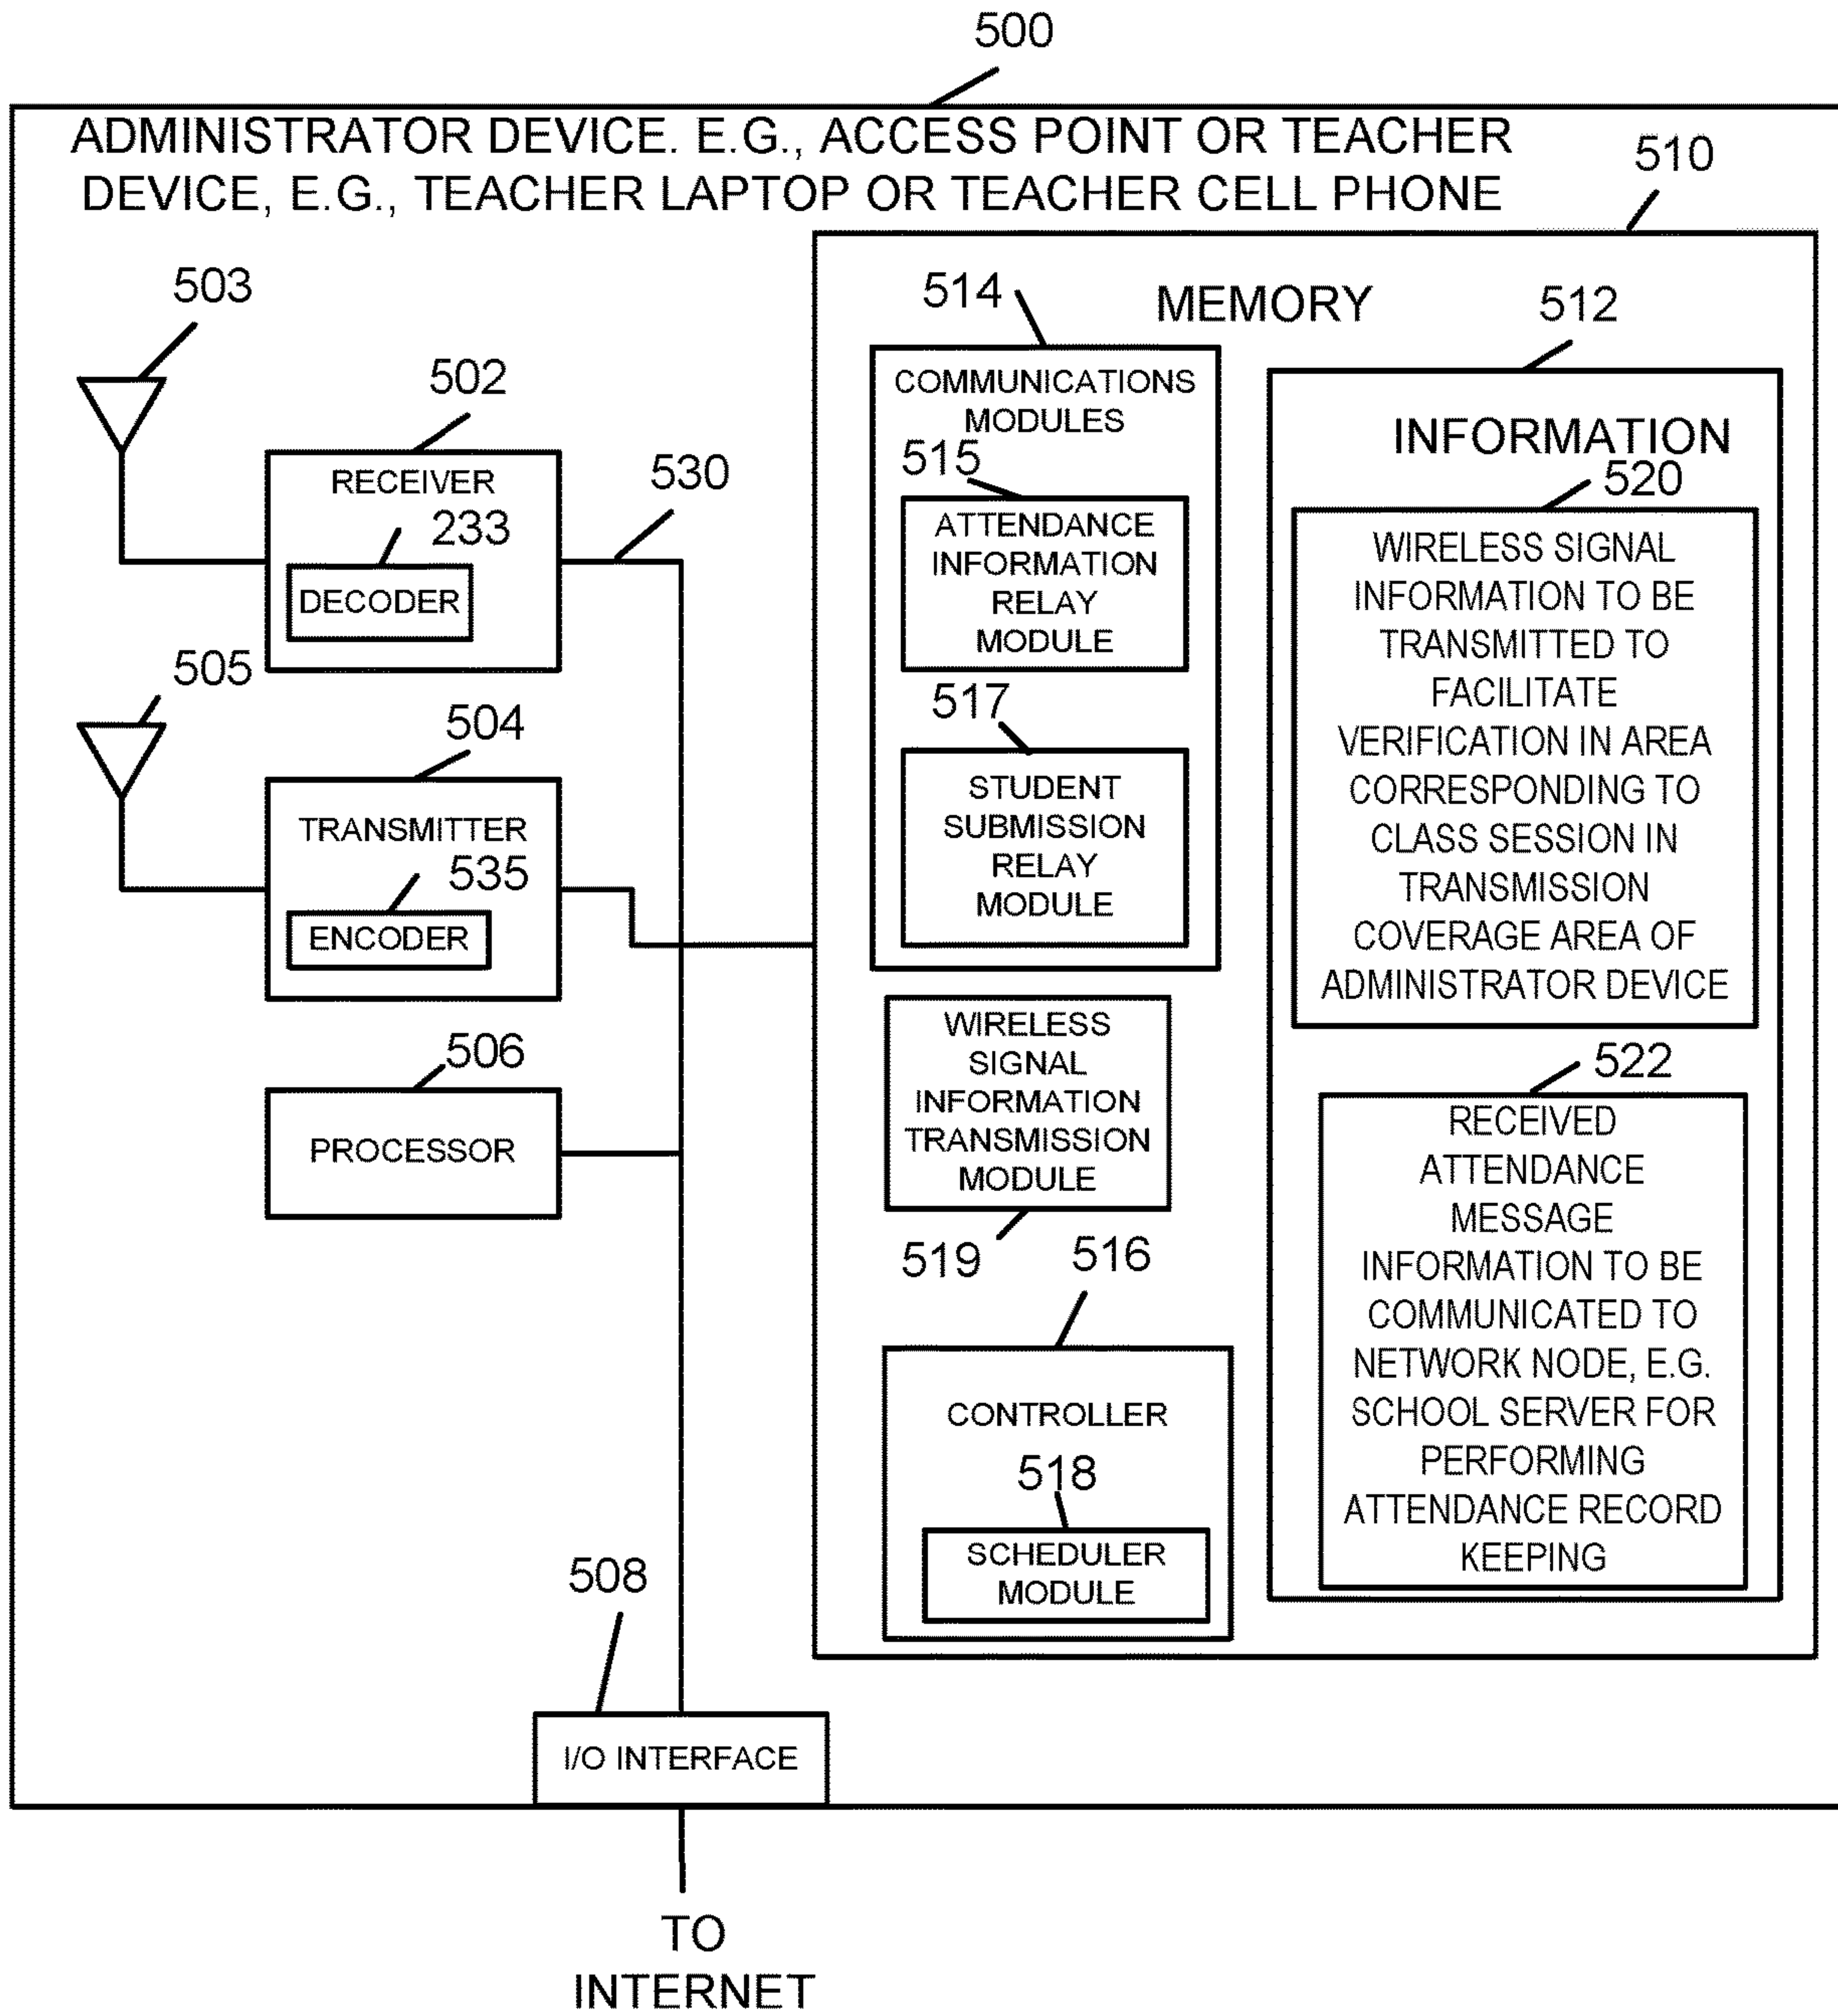 500
ADMINISTRATOR DEVICE. E.G., ACCESS POINT OR TEACHER
DEVICE, E.G., TEACHER LAPTOP OR TEACHER CELL PHONE
510
503
502
RECEIVER
233
DECODER
530
505
504
TRANSMITTER
535
ENCODER
506
PROCESSOR
508
I/O INTERFACE
TO
INTERNET
MEMORY
514
COMMUNICATIONS
MODULES
515
ATTENDANCE
INFORMATION
RELAY
MODULE
517
STUDENT
SUBMISSION
RELAY
MODULE
WIRELESS
SIGNAL
INFORMATION
TRANSMISSION
MODULE
519
516
CONTROLLER
518
SCHEDULER
MODULE
512
INFORMATION
520
WIRELESS SIGNAL
INFORMATION TO BE
TRANSMITTED TO
FACILITATE
VERIFICATION IN AREA
CORRESPONDING TO
CLASS SESSION IN
TRANSMISSION
COVERAGE AREA OF
ADMINISTRATOR DEVICE
522
RECEIVED
ATTENDANCE
MESSAGE
INFORMATION TO BE
COMMUNICATED TO
NETWORK NODE, E.G.
SCHOOL SERVER FOR
PERFORMING
ATTENDANCE RECORD
KEEPING